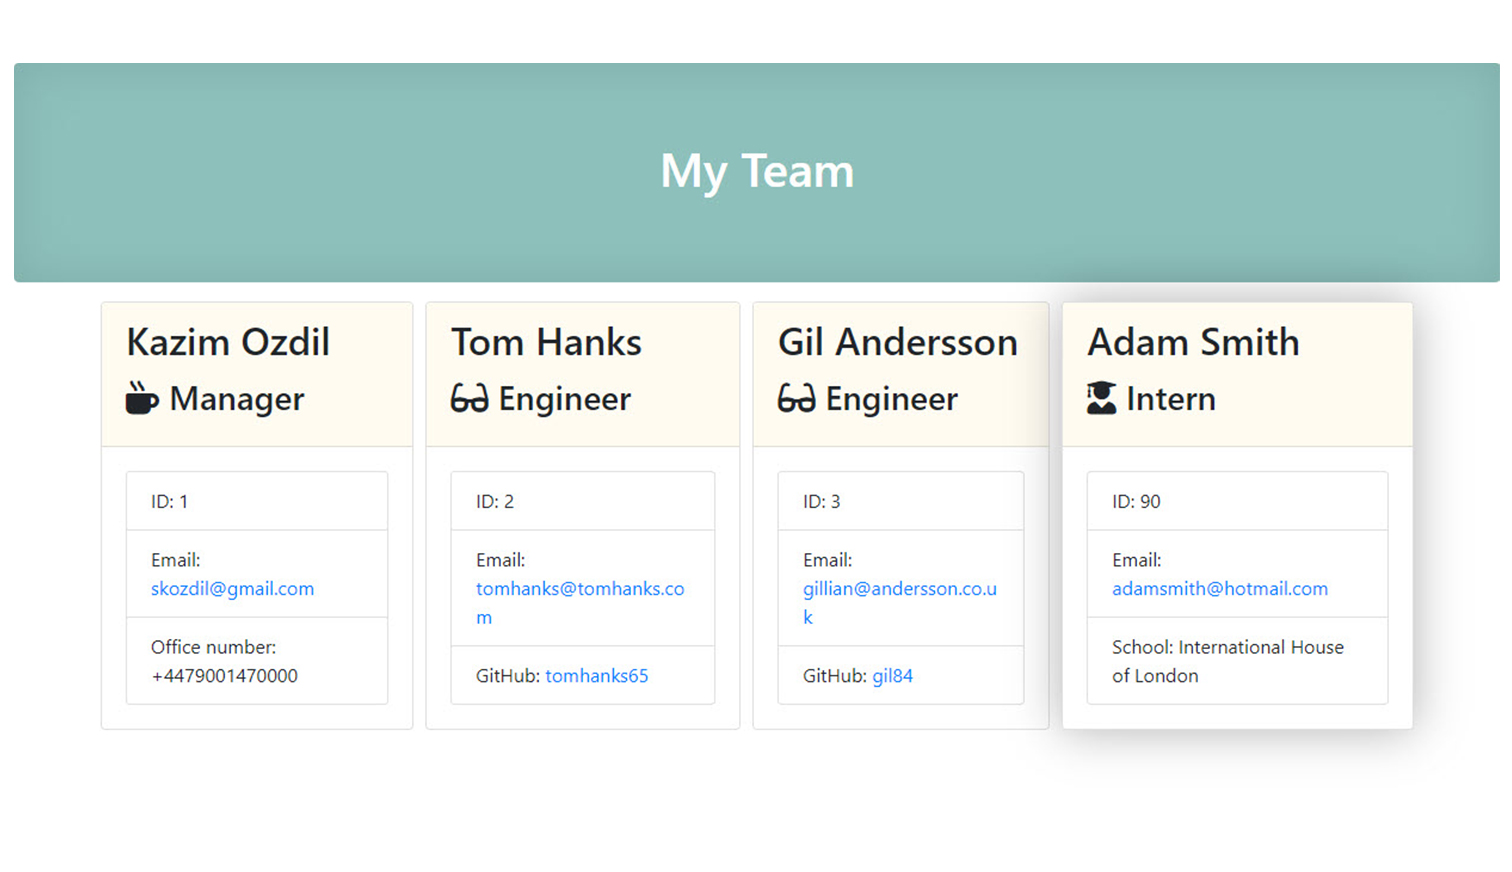 My Team
Kazim Ozdil
Manager
ID: 1
Email:
skozdil@gmail.com
Office number:
+4479001470000
Tom Hanks
Engineer
ID: 2
Email:
tomhanks@tomhanks.co
m
GitHub: tomhanks65
Gil Andersson
Engineer
ID: 3
Email:
gillian@andersson.co.u
k
GitHub: gil84
Adam Smith
Intern
ID: 90
Email:
adamsmith@hotmail.com
School: International House
of London